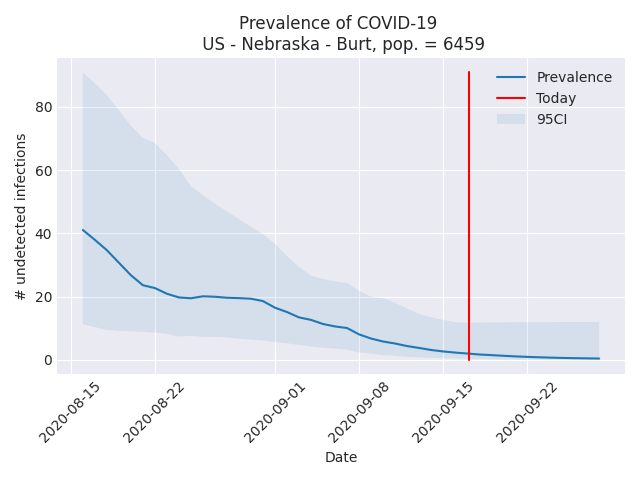 Prevalence of COVID-19
US - Nebraska - Burt, pop. = 6459
Prevalence
Today
95CI
# undetected infections
80
60
40
20
0
2020-08-15
2020-08-22
2020-09-01
2020-09-08
2020-09-15
2020-09-22
Date